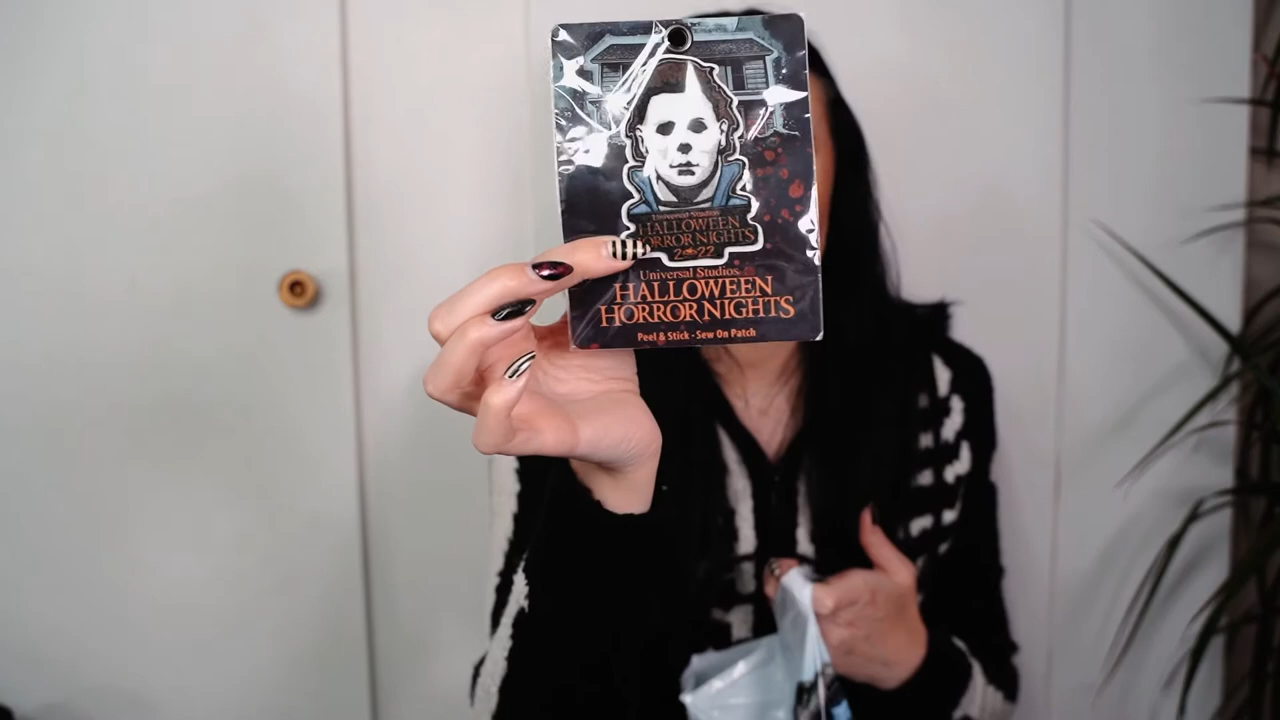 Universal Studios
HALLOWEEN
HORROR NIGHTS
2022
Universal Studios
HALLOWEEN
HORROR NIGHTS
Peel & Stick - Sew On Patch